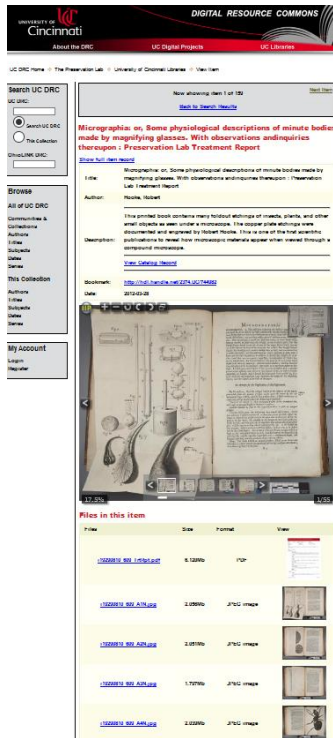 UNIVERSITY OF
Cincinnati
DIGITAL RESOURCE COMMONS
About the DRC
UC Digital Projects
UC Libraries
UC DRC Home
The Preservation Lab
University of Cincinnati Libraries
View Item
Search UC DRC
UC DRC:
Search UC DRC
This Collection
OhioLINK DRC:
Browse
All of UC DRC
Communities &
Collections
Authors
Titles
Subjects
Dates
Series
This Collection
Authors
Titles
Subjects
Dates
Series
My Account
Login
Register
Now showing item 1 of 159
Next Item
Back to Search Results
Micrographia: or, Some physiological descriptions of minute bodies
made by magnifying glasses. With observations andinquiries
thereupon : Preservation Lab Treatment Report
Show full item record
Title:
Micrographia: or, Some physiological descriptions of minute bodies made by
magnifying glasses. With observations andinquiries thereupon : Preservation
Lab Treatment Report
Author:
Hooke, Robert
Description:
This printed book contains many foldout etchings of insects, plants, and other
small objects as seen under a microscope. The copper plate etchings were
documented and engraved by Robert Hooke. This is one of the first scientific
publications to reveal how microscopic materials appear when viewed through a
compound microscope.
View Catalog Record
Bookmark:
Date:
17.5%
1/55
Files in this item
Files
Size
Format
View
PDF
JPEG image
JPEG image
JPEG image
JPEG image